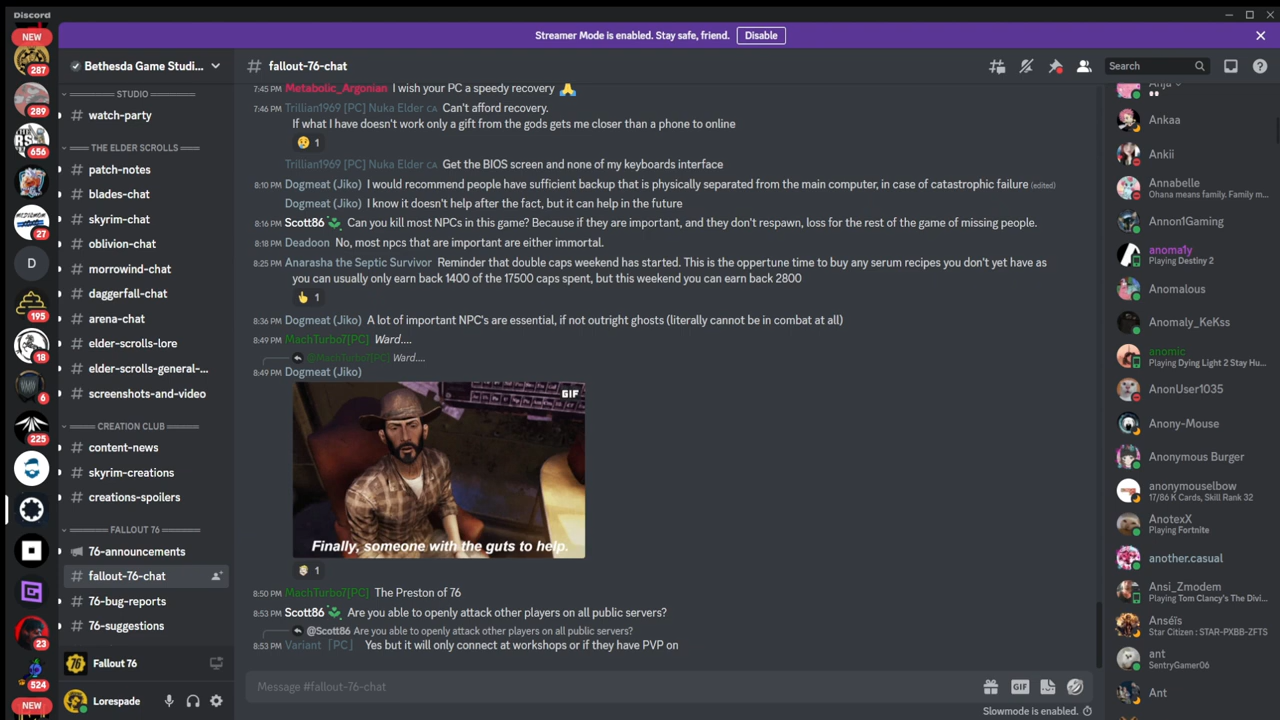 Discord
Streamer Mode is enabled. Stay safe, friend. Disable
NEW
287
289
656
27
D
195
18
6
225
23
524
NEW
Bethesda Game Studi...
STUDIO
watch-party
THE ELDER SCROLLS
patch-notes
blades-chat
skyrim-chat
oblivion-chat
morrowind-chat
daggerfall-chat
arena-chat
elder-scrolls-lore
elder-scrolls-general-...
screenshots-and-video
CREATION CLUB
content-news
skyrim-creations
creations-spoilers
FALLOUT 76
76-announcements
fallout-76-chat
76-bug-reports
76-suggestions
76 Fallout 76
Lorespade
# fallout-76-chat
Search
7:45 PM Metabolic_Argonian I wish your PC a speedy recovery 🙏
7:46 PM Trillian1969 [PC] Nuka Elder CA Can't afford recovery.
If what I have doesn't work only a gift from the gods gets me closer than a phone to online
😢 1
Trillian1969 [PC] Nuka Elder CA Get the BIOS screen and none of my keyboards interface
8:10 PM Dogmeat (Jiko) I would recommend people have sufficient backup that is physically separated from the main computer, in case of catastrophic failure (edited)
Dogmeat (Jiko) I know it doesn't help after the fact, but it can help in the future
8:16 PM Scott86 Can you kill most NPCs in this game? Because if they are important, and they don't respawn, loss for the rest of the game of missing people.
8:18 PM Deadoon No, most npcs that are important are either immortal.
8:25 PM Anarasha the Septic Survivor Reminder that double caps weekend has started. This is the oppertune time to buy any serum recipes you don't yet have as
you can usually only earn back 1400 of the 17500 caps spent, but this weekend you can earn back 2800
👍 1
8:36 PM Dogmeat (Jiko) A lot of important NPC's are essential, if not outright ghosts (literally cannot be in combat at all)
8:49 PM MachTurbo7[PC] Ward....
@MachTurbo7[PC] Ward....
8:49 PM Dogmeat (Jiko)
GIF
Finally, someone with the guts to help.
1
8:50 PM MachTurbo7[PC] The Preston of 76
8:53 PM Scott86 Are you able to openly attack other players on all public servers?
@Scott86 Are you able to openly attack other players on all public servers?
8:53 PM Variant [PC] Yes but it will only connect at workshops or if they have PVP on
Message #fallout-76-chat
GIF
Slowmode is enabled.
Anju
Ankaa
Ankii
Annabelle
Ohana means family. Family m...
Annon1Gaming
anoma1y
Playing Destiny 2
Anomalous
Anomaly_KeKss
anomic
Playing Dying Light 2 Stay Hu...
AnonUser1035
Anony-Mouse
Anonymous Burger
anonymouselbow
17/86 K Cards, Skill Rank 32
AnotexX
Playing Fortnite
another.casual
Ansi_Zmodem
Playing Tom Clancy's The Divi...
Anséïs
Star Citizen : STAR-PXBB-ZFTS
ant
SentryGamer06
Ant